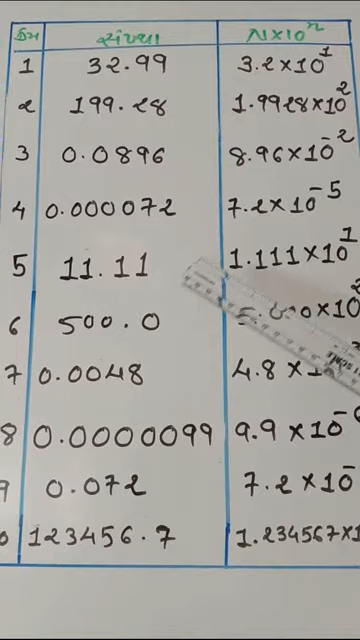 ક્રમ સંખ્યા N×10ⁿ
1 32.99 3.2×10¹
2 199.28 1.9928×10²
3 0.0896 8.96×10⁻²
4 0.000072 7.2×10⁻⁵
5 11.11 1.111×10¹
6 500.0
7 0.0048 4.8×
8 0.0000099 9.9×10⁻
9 0.072 7.2×10⁻
0 123456.7 1.234567×1